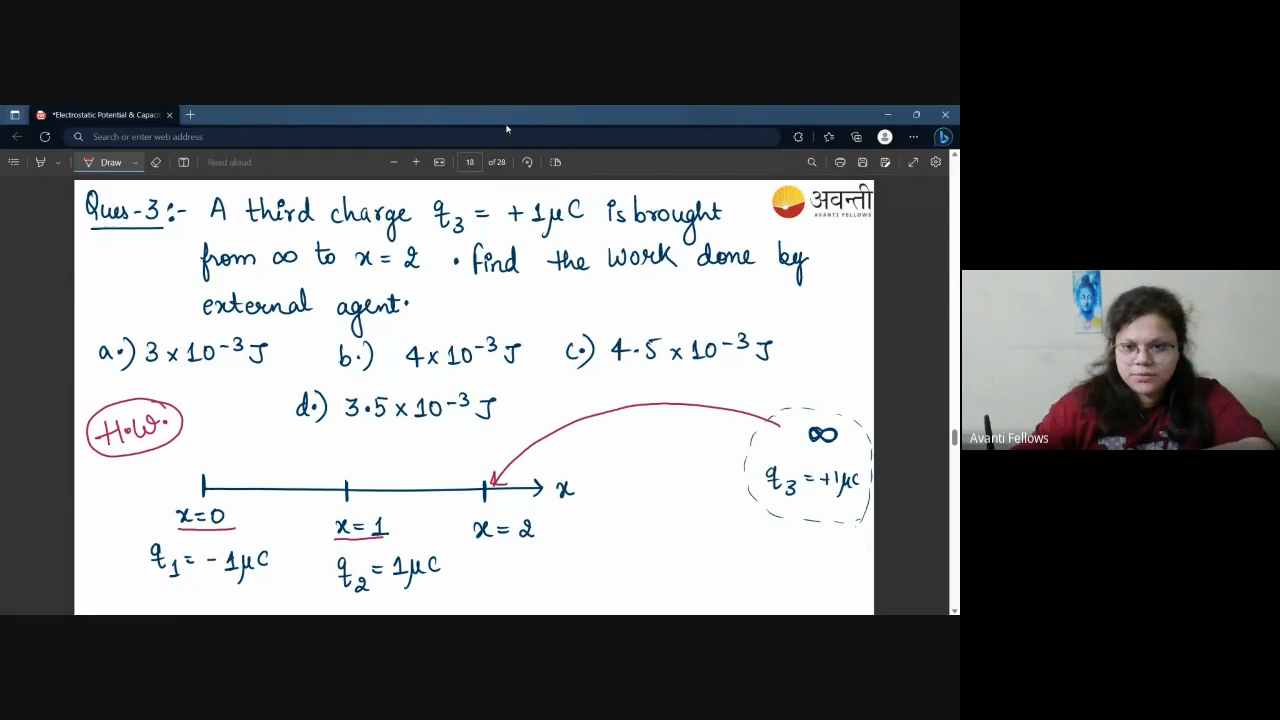 *Electrostatic Potential & Capaci
Search or enter web address
Draw
Read aloud
18 of 28
Ques-3:- A third charge q₃ = +1μC is brought
from ∞ to x = 2 . find the work done by
external agent.
अवन्ती
AVANTI FELLOWS
a.) 3 x 10⁻³ J b.) 4 x 10⁻³ J c.) 4.5 x 10⁻³ J
d.) 3.5 x 10⁻³ J
H.W.
∞
q₃ = +1μC
x
x=0 x=1 x=2
q₁ = -1μC q₂ = 1μC
Avanti Fellows